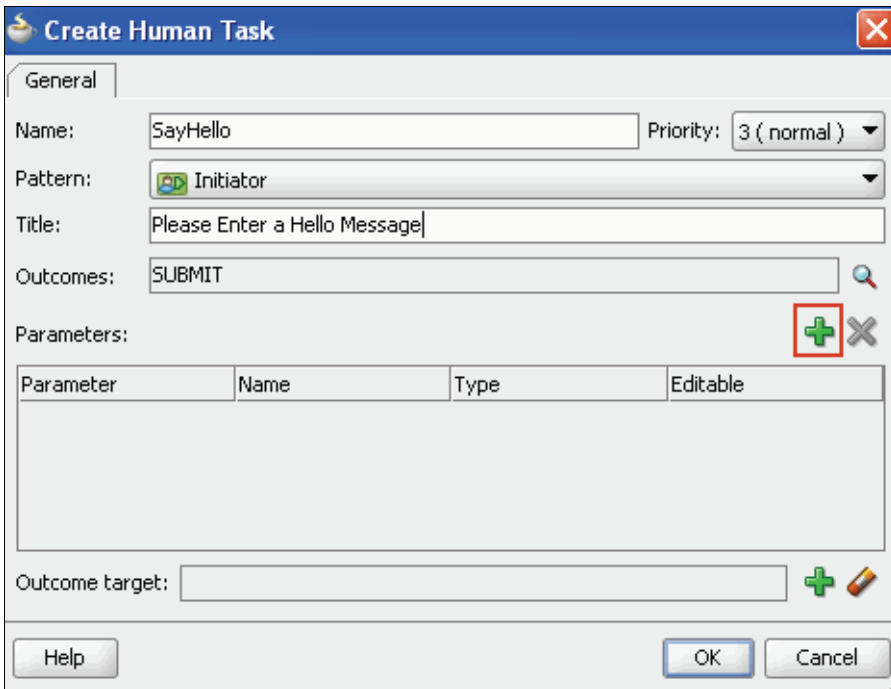 Create Human Task
General
Name: SayHello Priority: 3 ( normal )
Pattern: Initiator
Title: Please Enter a Hello Message
Outcomes: SUBMIT
Parameters:
Parameter Name Type Editable
Outcome target:
Help OK Cancel